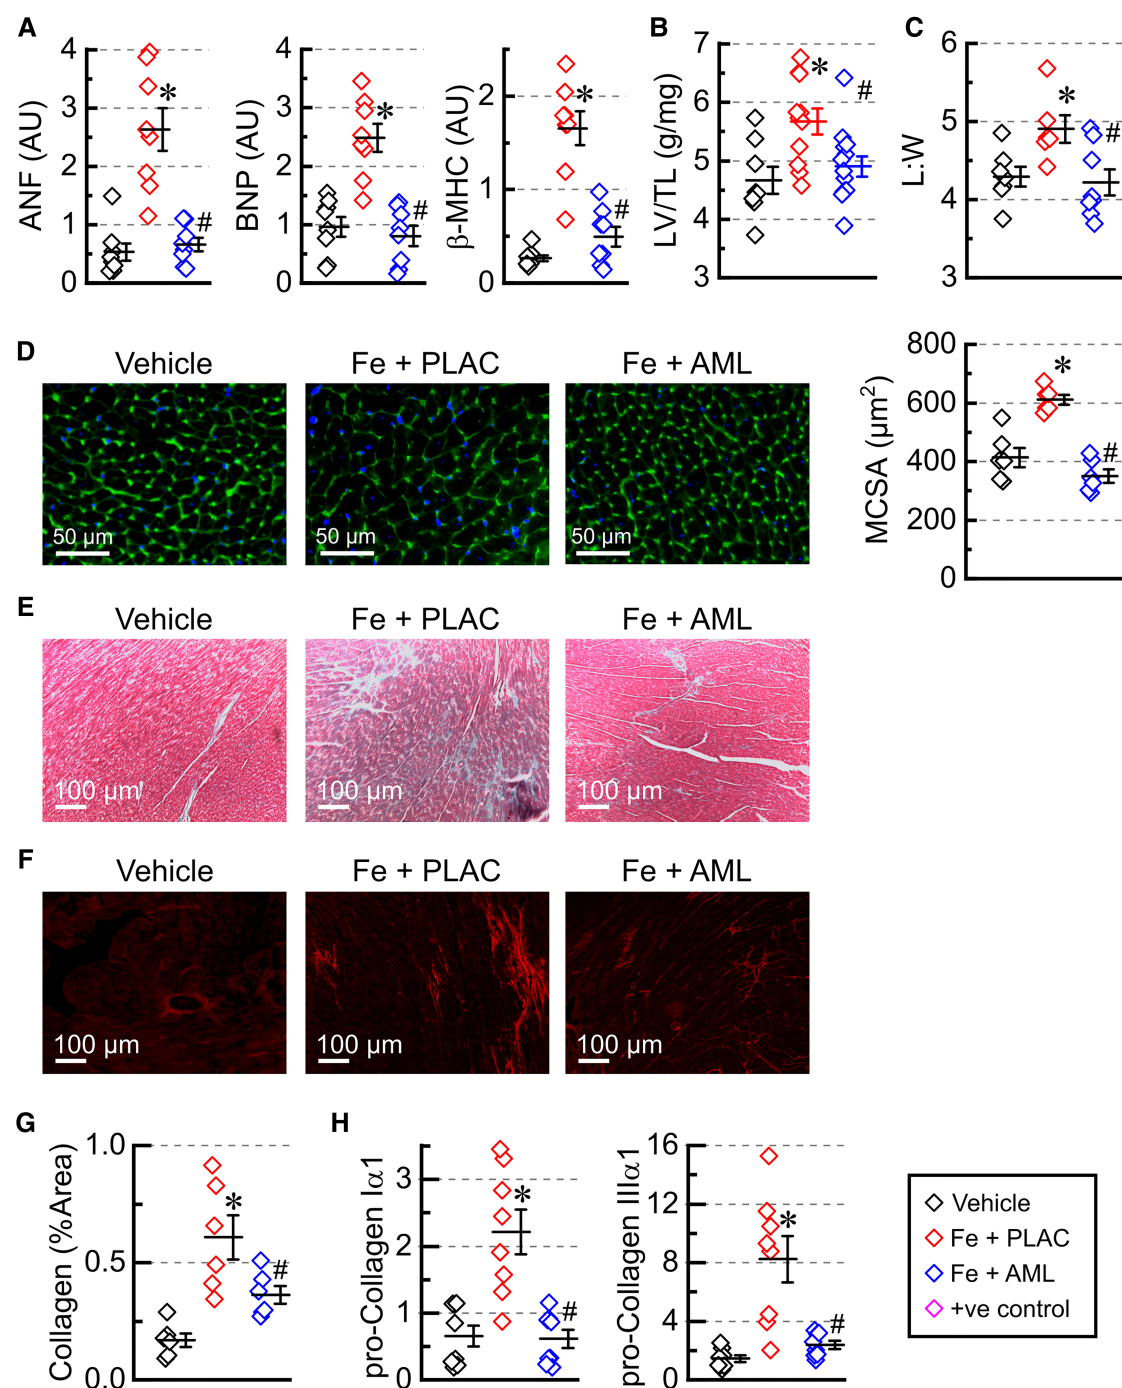 A
B
C
ANF (AU)
4
3
2
1
0
*
#
BNP (AU)
4
3
2
1
0
*
#
β-MHC (AU)
2
1
0
*
#
LV/TL (g/mg)
7
6
5
4
3
*
#
L:W
6
5
4
3
*
#
D
Vehicle
Fe + PLAC
Fe + AML
50 µm
50 µm
50 µm
MCSA (µm²)
800
600
400
200
0
*
#
E
Vehicle
Fe + PLAC
Fe + AML
100 µm
100 µm
100 µm
F
Vehicle
Fe + PLAC
Fe + AML
100 µm
100 µm
100 µm
G
H
Collagen (%Area)
1.0
0.5
0.0
*
#
pro-Collagen Iα1
3
2
1
0
*
#
pro-Collagen IIIα1
16
12
8
4
0
*
#
Vehicle
Fe + PLAC
Fe + AML
+ve control